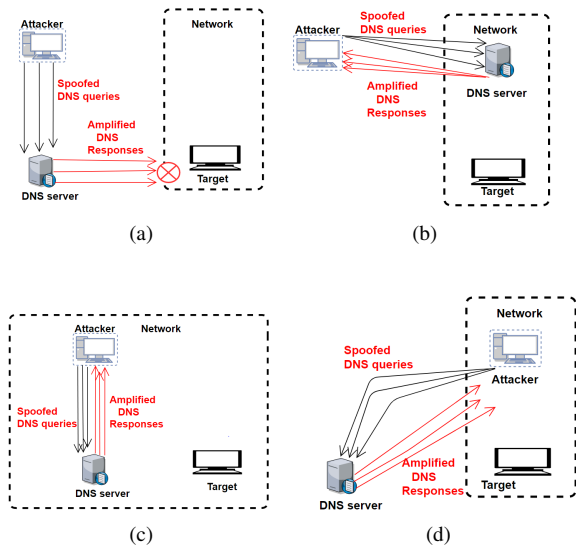 Attacker
Network
Spoofed
DNS queries
Amplified
DNS
Responses
DNS server
Target
(a)
Spoofed
DNS queries
Attacker
Network
Amplified
DNS
Responses
DNS server
Target
(b)
Attacker
Network
Spoofed
DNS queries
Amplified
DNS
Responses
DNS server
Target
(c)
Network
Spoofed
DNS queries
Attacker
Amplified
DNS
Responses
DNS server
Target
(d)